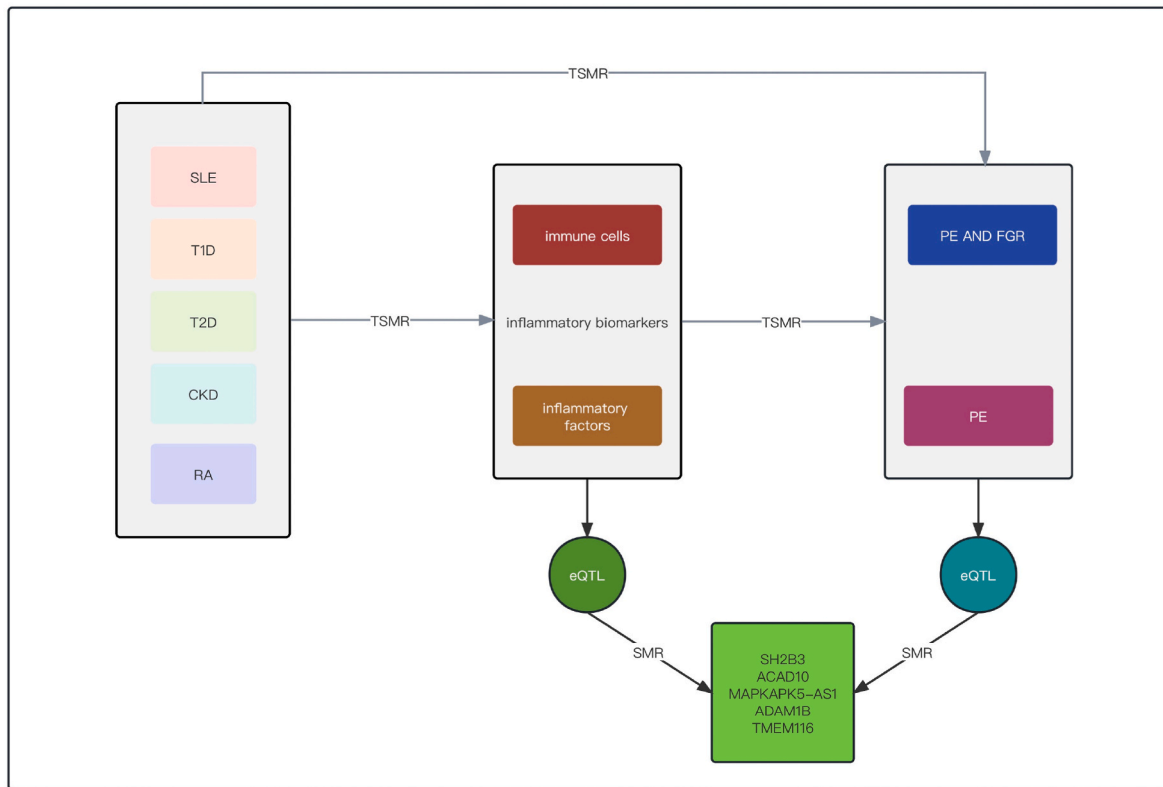 TSMR
SLE
T1D
T2D
CKD
RA
TSMR
immune cells
inflammatory biomarkers
inflammatory
factors
TSMR
PE AND FGR
PE
eQTL
eQTL
SMR
SMR
SH2B3
ACAD10
MAPKAPK5-AS1
ADAM1B
TMEM116